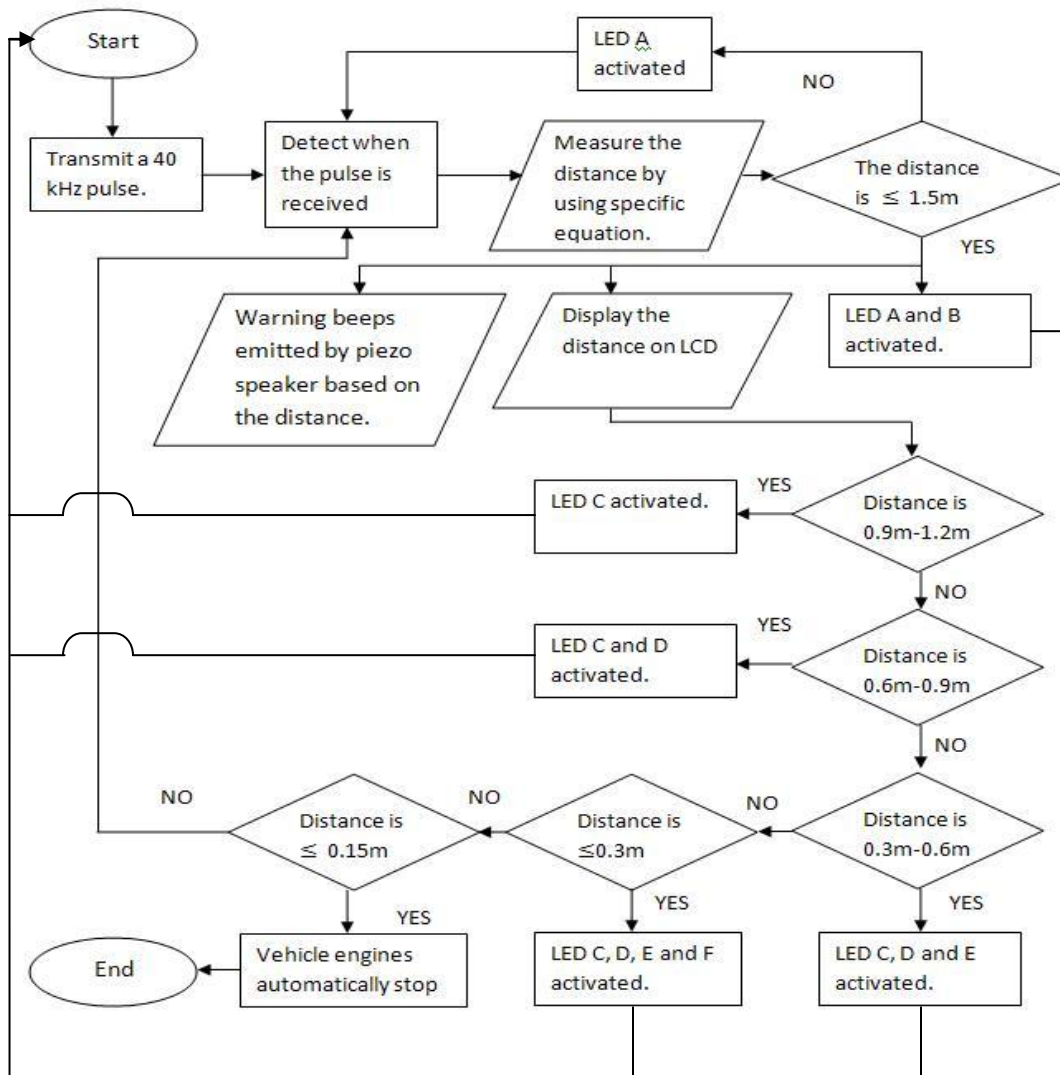 Start
LED A
activated
NO
Transmit a 40
kHz pulse.
Detect when
the pulse is
received
Measure the
distance by
using specific
equation.
The distance
is ≤ 1.5m
YES
Warning beeps
emitted by piezo
speaker based on
the distance.
Display the
distance on LCD
LED A and B
activated.
LED C activated.
YES
Distance is
0.9m-1.2m
NO
LED C and D
activated.
YES
Distance is
0.6m-0.9m
NO
NO
Distance is
≤ 0.15m
NO
Distance is
≤0.3m
NO
Distance is
0.3m-0.6m
YES
YES
YES
End
Vehicle engines
automatically stop
LED C, D, E and F
activated.
LED C, D and E
activated.